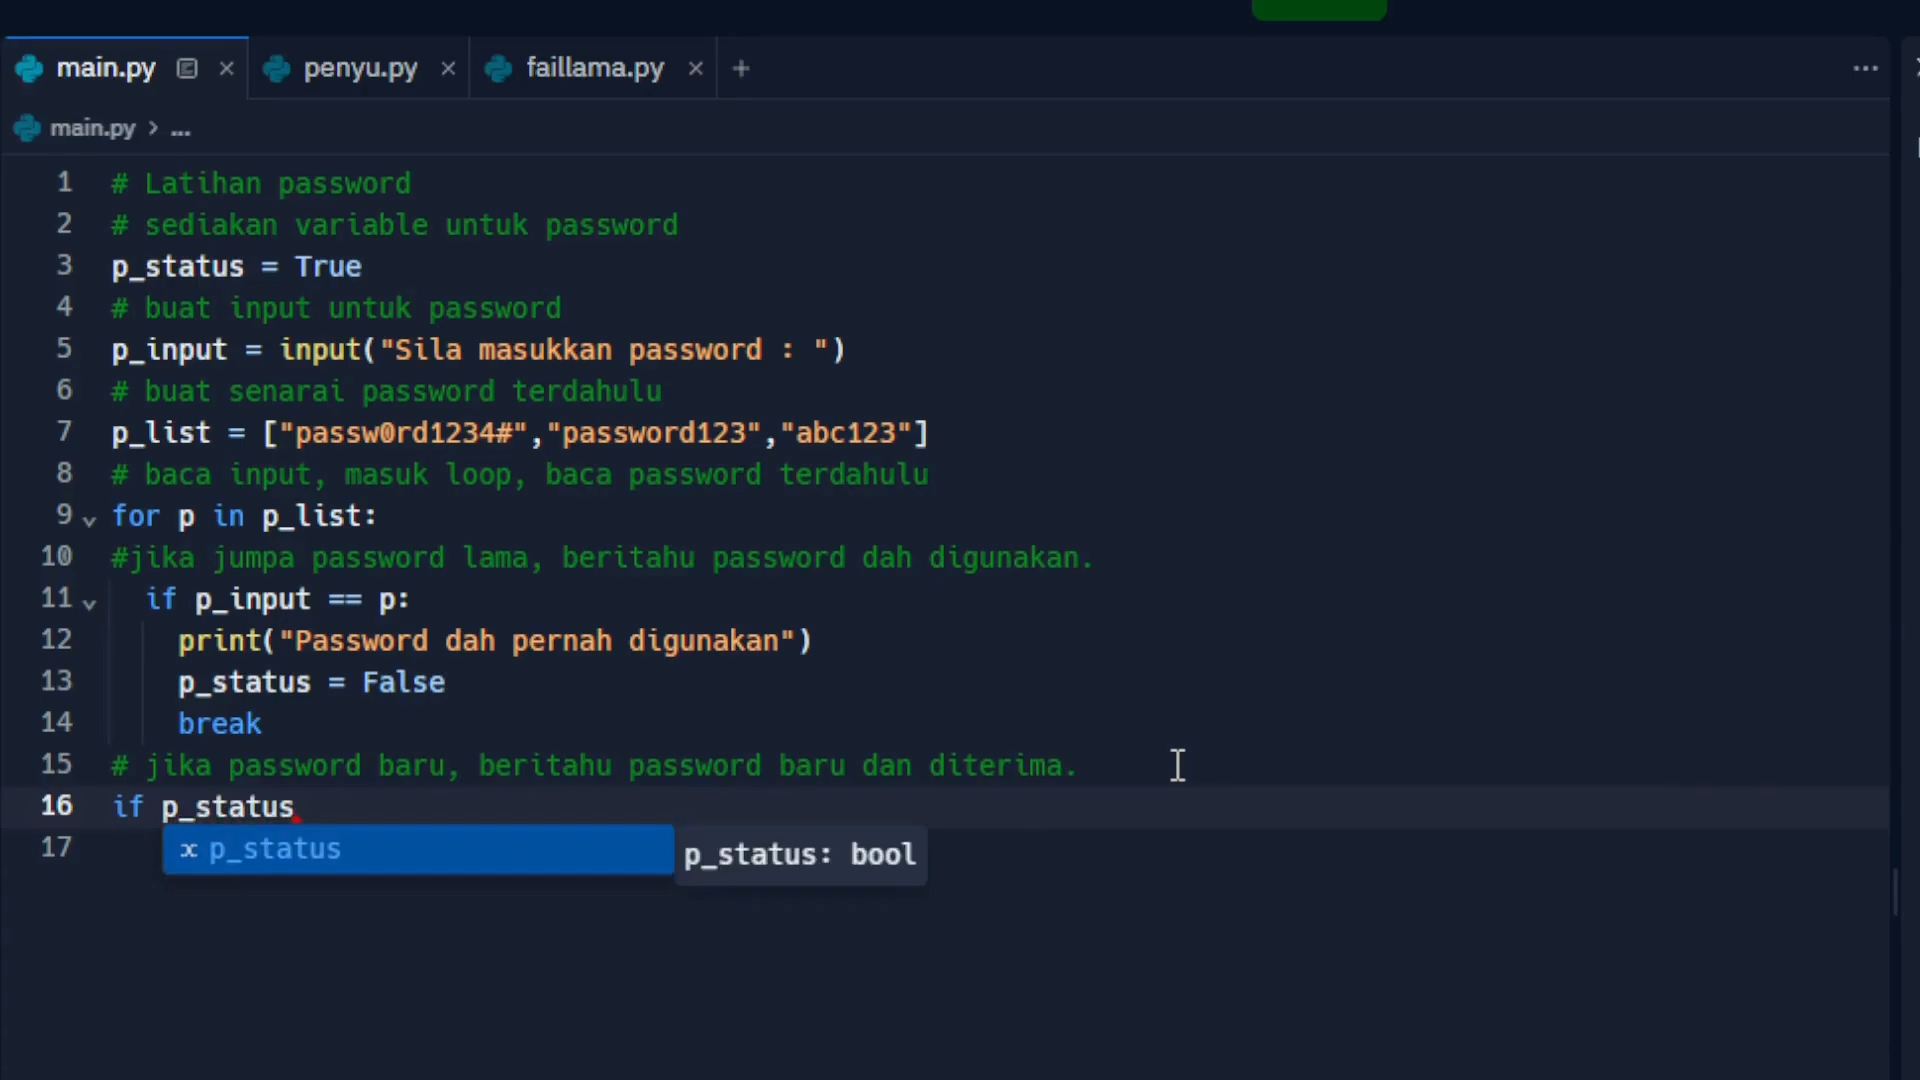 main.py penyu.py faillama.py
main.py > ...
1 # Latihan password
2 # sediakan variable untuk password
3 p_status = True
4 # buat input untuk password
5 p_input = input("Sila masukkan password : ")
6 # buat senarai password terdahulu
7 p_list = ["passw0rd1234#","password123","abc123"]
8 # baca input, masuk loop, baca password terdahulu
9 for p in p_list:
10 #jika jumpa password lama, beritahu password dah digunakan.
11 if p_input == p:
12 print("Password dah pernah digunakan")
13 p_status = False
14 break
15 # jika password baru, beritahu password baru dan diterima.
16 if p_status
17
x p_status p_status: bool